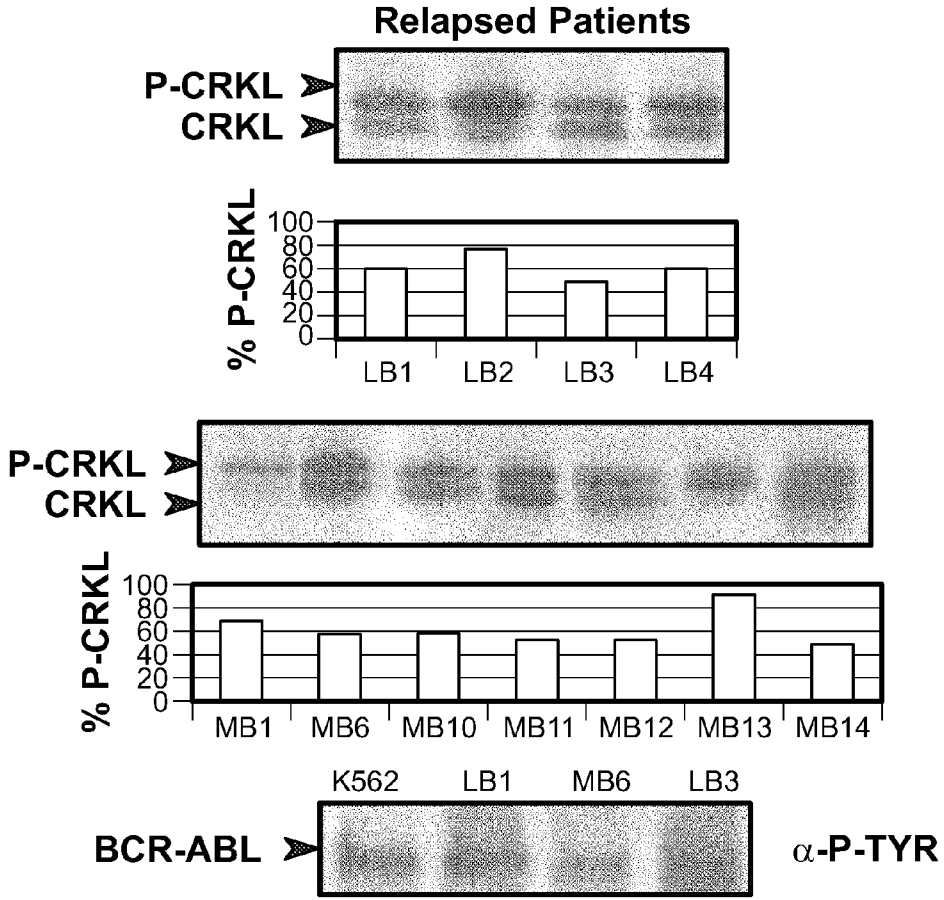 Relapsed Patients
P-CRKL
CRKL
% P-CRKL
100
80
60
40
20
0
LB1 LB2 LB3 LB4
P-CRKL
CRKL
% P-CRKL
100
80
60
40
20
0
MB1 MB6 MB10 MB11 MB12 MB13 MB14
K562 LB1 MB6 LB3
BCR-ABL α-P-TYR